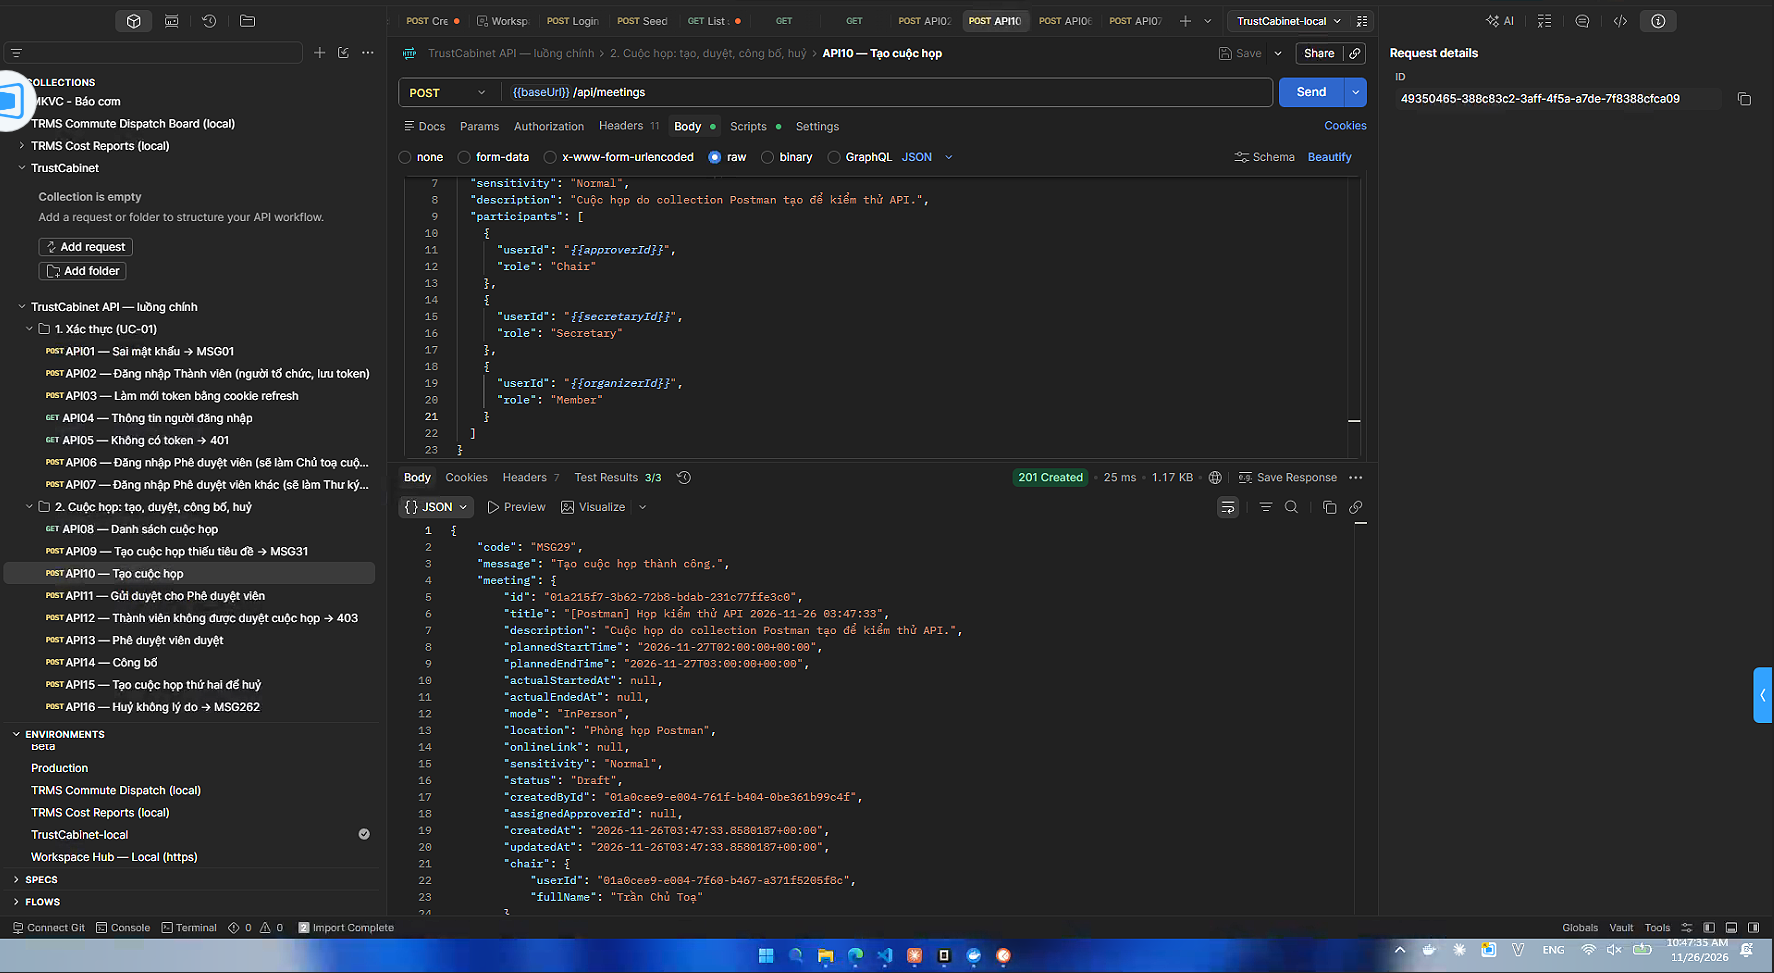 POST Cre
Worksp
POST Login
POST Seed
GET List
GET
GET
POST API02
POST API10
POST API06
POST API07
TrustCabinet-local
AI
TrustCabinet API — luồng chính > 2. Cuộc họp: tạo, duyệt, công bố, huỷ > API10 — Tạo cuộc họp
Save
Share
Request details
ID
49350465-388c83c2-3aff-4f5a-a7de-7f8388cfca09
COLLECTIONS
MKVC - Báo cơm
TRMS Commute Dispatch Board (local)
TRMS Cost Reports (local)
TrustCabinet
Collection is empty
Add a request or folder to structure your API workflow.
Add request
Add folder
TrustCabinet API — luồng chính
1. Xác thực (UC-01)
POST API01 — Sai mật khẩu → MSG01
POST API02 — Đăng nhập Thành viên (người tổ chức, lưu token)
POST API03 — Làm mới token bằng cookie refresh
GET API04 — Thông tin người đăng nhập
GET API05 — Không có token → 401
POST API06 — Đăng nhập Phê duyệt viên (sẽ làm Chủ toạ cuộ...
POST API07 — Đăng nhập Phê duyệt viên khác (sẽ làm Thư ký...
2. Cuộc họp: tạo, duyệt, công bố, huỷ
GET API08 — Danh sách cuộc họp
POST API09 — Tạo cuộc họp thiếu tiêu đề → MSG31
POST API10 — Tạo cuộc họp
POST API11 — Gửi duyệt cho Phê duyệt viên
POST API12 — Thành viên không được duyệt cuộc họp → 403
POST API13 — Phê duyệt viên duyệt
POST API14 — Công bố
POST API15 — Tạo cuộc họp thứ hai để huỷ
POST API16 — Huỷ không lý do → MSG262
ENVIRONMENTS
Beta
Production
TRMS Commute Dispatch (local)
TRMS Cost Reports (local)
TrustCabinet-local
Workspace Hub — Local (https)
SPECS
FLOWS
POST
{{baseUrl}} /api/meetings
Send
Docs
Params
Authorization
Headers 11
Body
Scripts
Settings
Cookies
none
form-data
x-www-form-urlencoded
raw
binary
GraphQL
JSON
Schema
Beautify
7 "sensitivity": "Normal",
8 "description": "Cuộc họp do collection Postman tạo để kiểm thử API.",
9 "participants": [
10 {
11 "userId": "{{approverId}}",
12 "role": "Chair"
13 },
14 {
15 "userId": "{{secretaryId}}",
16 "role": "Secretary"
17 },
18 {
19 "userId": "{{organizerId}}",
20 "role": "Member"
21 }
22 ]
23 }
Body
Cookies
Headers 7
Test Results 3/3
201 Created
25 ms
1.17 KB
Save Response
{} JSON
Preview
Visualize
1 {
2 "code": "MSG29",
3 "message": "Tạo cuộc họp thành công.",
4 "meeting": {
5 "id": "01a215f7-3b62-72b8-bdab-231c77ffe3c0",
6 "title": "[Postman] Họp kiểm thử API 2026-11-26 03:47:33",
7 "description": "Cuộc họp do collection Postman tạo để kiểm thử API.",
8 "plannedStartTime": "2026-11-27T02:00:00+00:00",
9 "plannedEndTime": "2026-11-27T03:00:00+00:00",
10 "actualStartedAt": null,
11 "actualEndedAt": null,
12 "mode": "InPerson",
13 "location": "Phòng họp Postman",
14 "onlineLink": null,
15 "sensitivity": "Normal",
16 "status": "Draft",
17 "createdById": "01a0cee9-e004-761f-b404-0be361b99c4f",
18 "assignedApproverId": null,
19 "createdAt": "2026-11-26T03:47:33.8580187+00:00",
20 "updatedAt": "2026-11-26T03:47:33.8580187+00:00",
21 "chair": {
22 "userId": "01a0cee9-e004-7f60-b467-a371f5205f8c",
23 "fullName": "Trần Chủ Toạ"
24 }
Connect Git
Console
Terminal
0
0
2 Import Complete
Globals
Vault
Tools
ENG
10:47:35 AM
11/26/2026